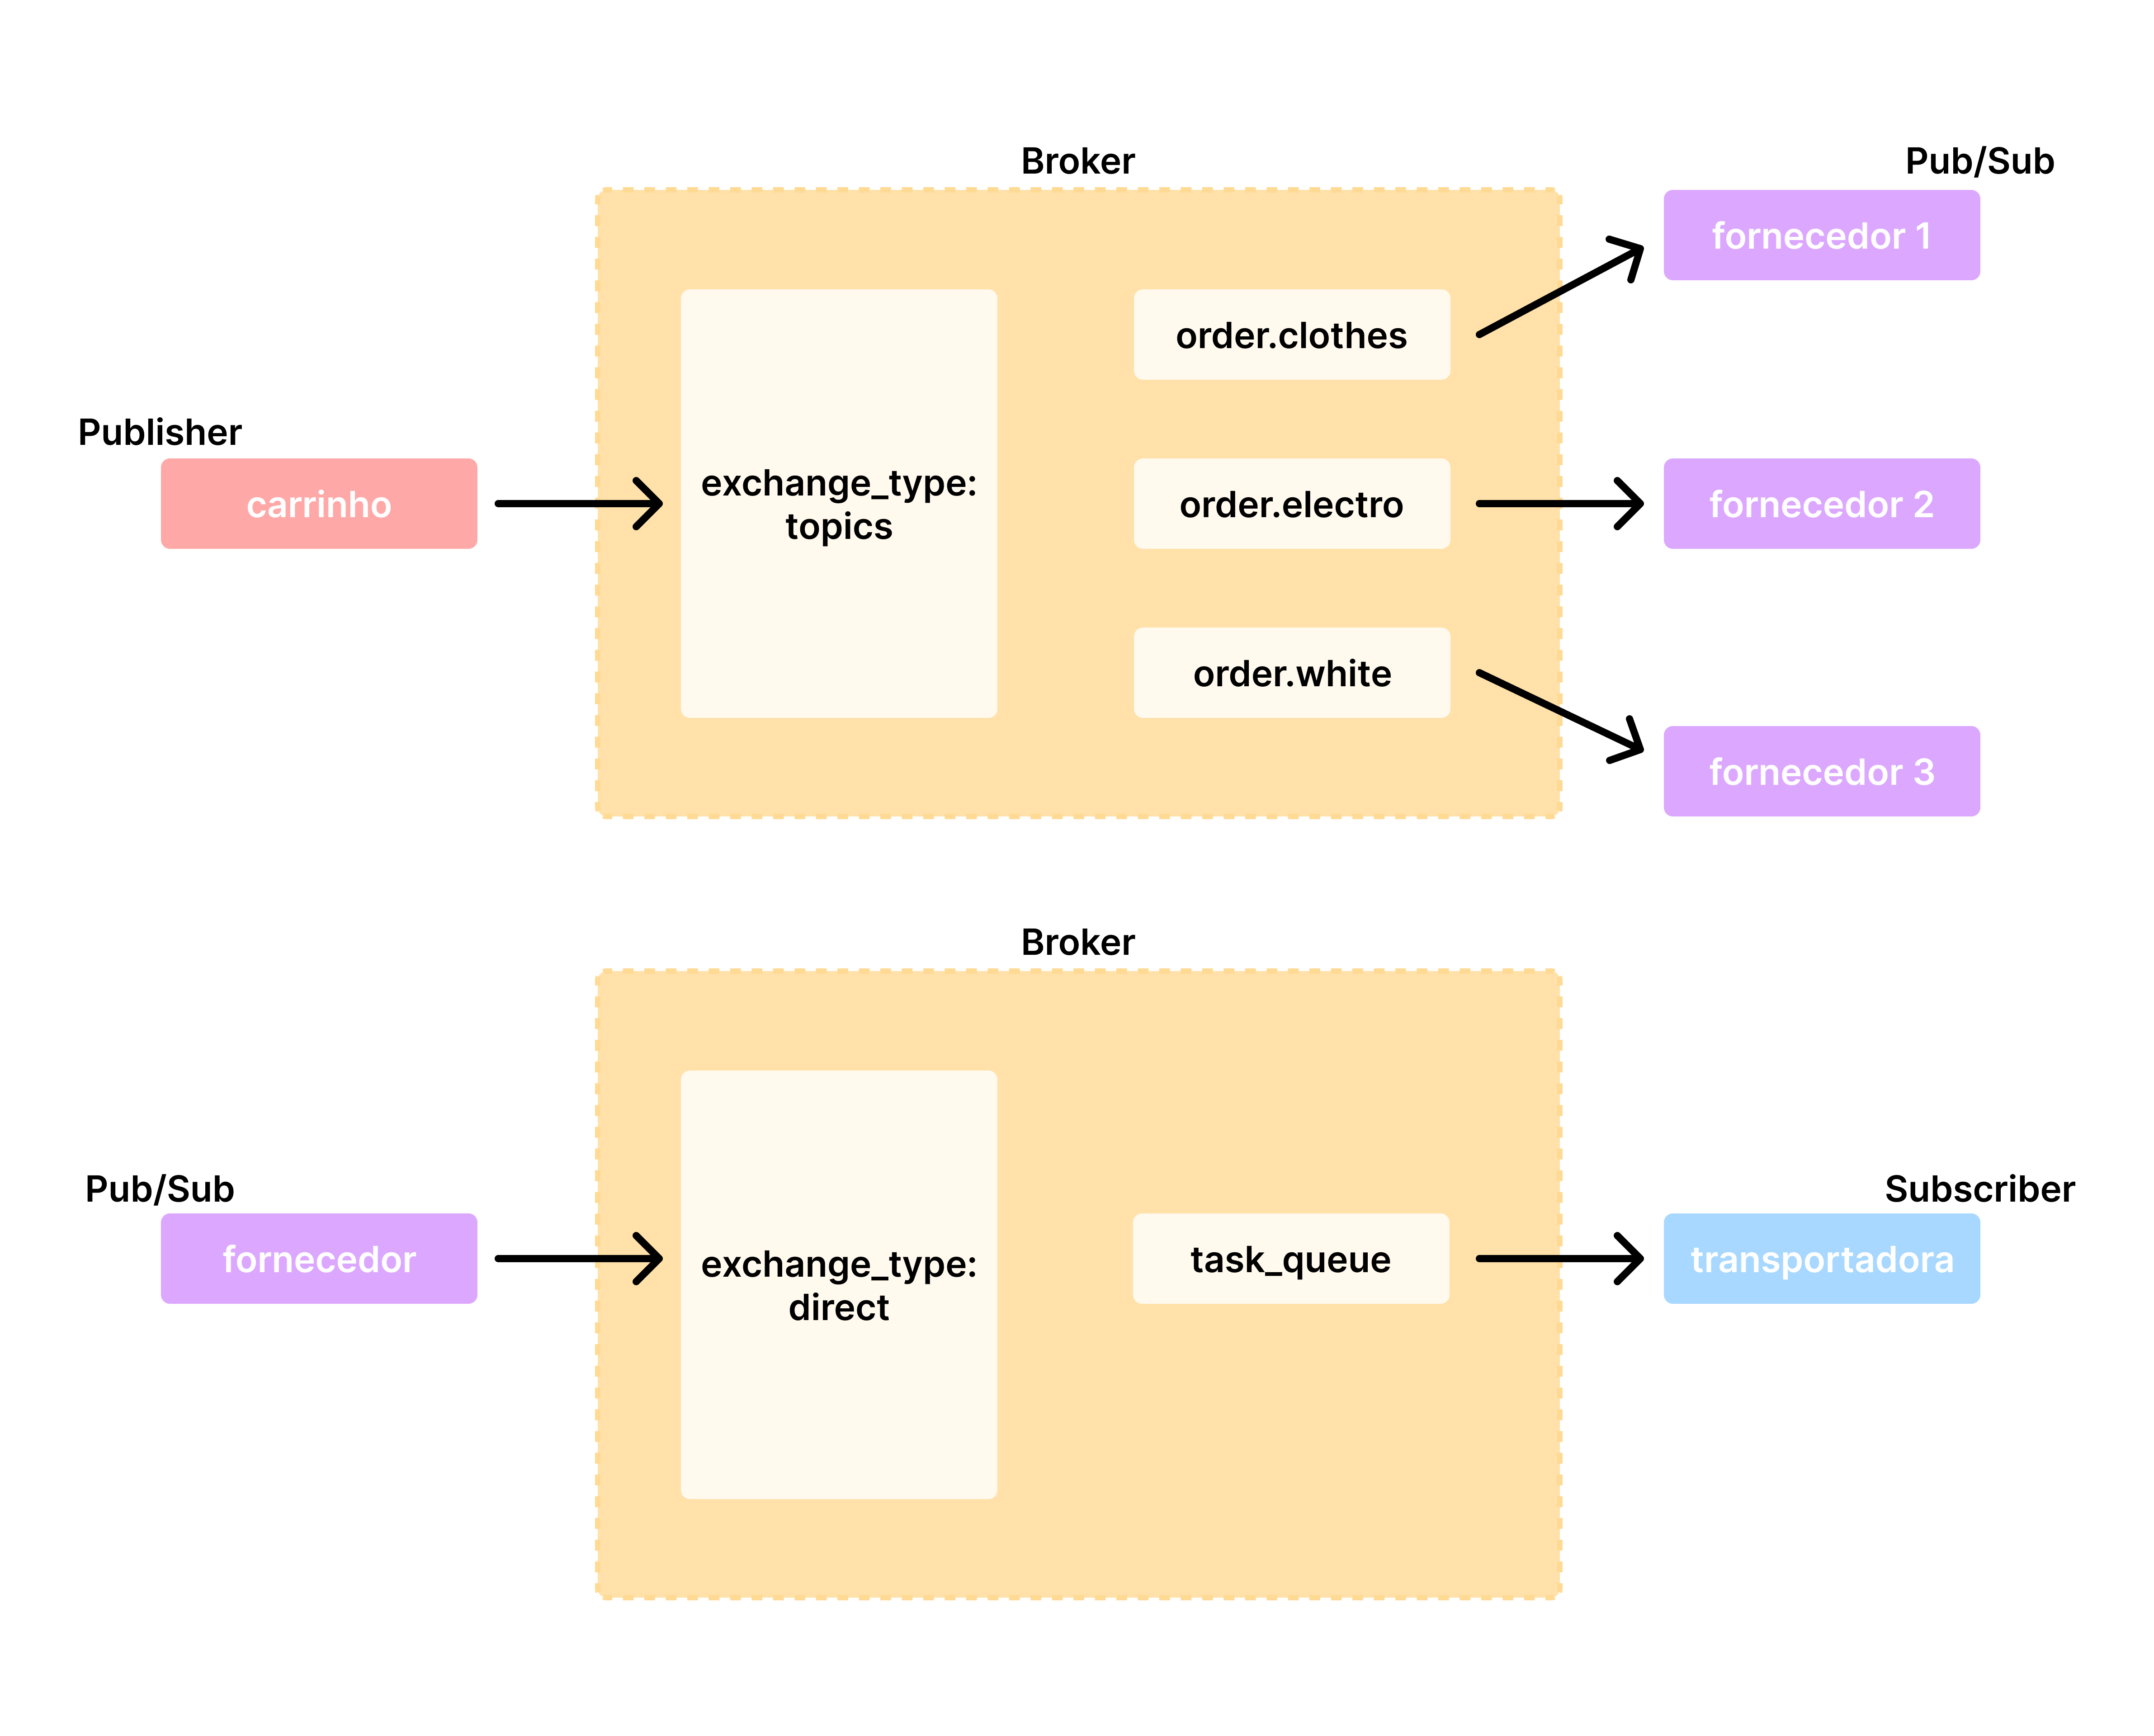 Broker
Pub/Sub
fornecedor 1
order.clothes
Publisher
carrinho
exchange_type:
topics
order.electro
fornecedor 2
order.white
fornecedor 3
Broker
Pub/Sub
fornecedor
exchange_type:
direct
task_queue
Subscriber
transportadora